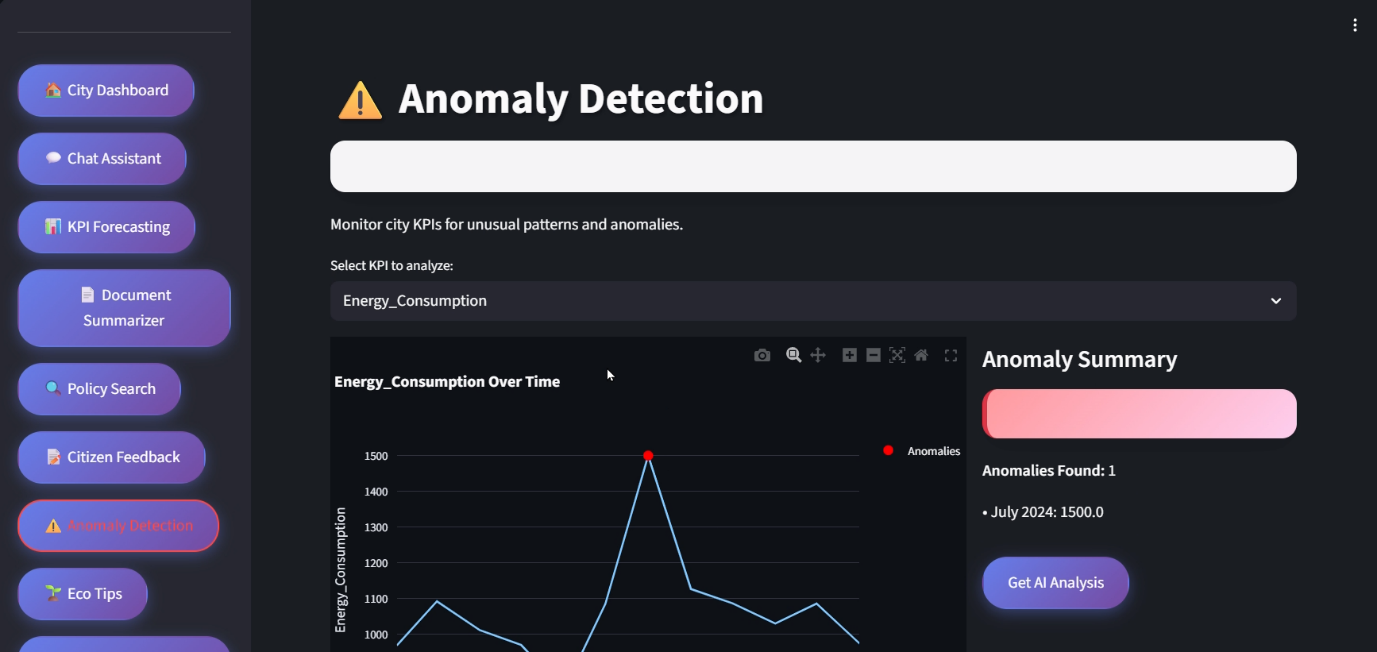 City Dashboard
Chat Assistant
KPI Forecasting
Document
Summarizer
Policy Search
Citizen Feedback
Anomaly Detection
Eco Tips
Anomaly Detection
Monitor city KPIs for unusual patterns and anomalies.
Select KPI to analyze:
Energy_Consumption
Energy_Consumption Over Time
Energy_Consumption
1500
1400
1300
1200
1100
1000
Anomalies
Anomaly Summary
Anomalies Found: 1
• July 2024: 1500.0
Get AI Analysis